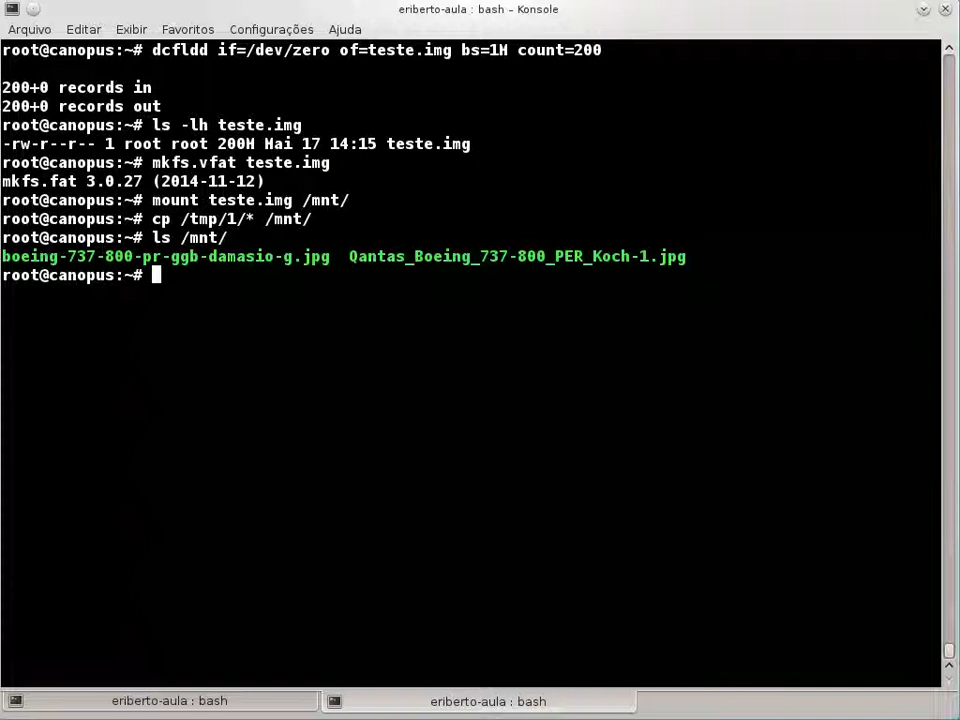 eriberto-aula : bash – Konsole
Arquivo Editar Exibir Favoritos Configurações Ajuda
root@canopus:~# dcfldd if=/dev/zero of=teste.img bs=1M count=200
200+0 records in
200+0 records out
root@canopus:~# ls -lh teste.img
-rw-r--r-- 1 root root 200M Mai 17 14:15 teste.img
root@canopus:~# mkfs.vfat teste.img
mkfs.fat 3.0.27 (2014-11-12)
root@canopus:~# mount teste.img /mnt/
root@canopus:~# cp /tmp/1/* /mnt/
root@canopus:~# ls /mnt/
boeing-737-800-pr-ggb-damasio-g.jpg Qantas_Boeing_737-800_PER_Koch-1.jpg
root@canopus:~#
eriberto-aula : bash eriberto-aula : bash